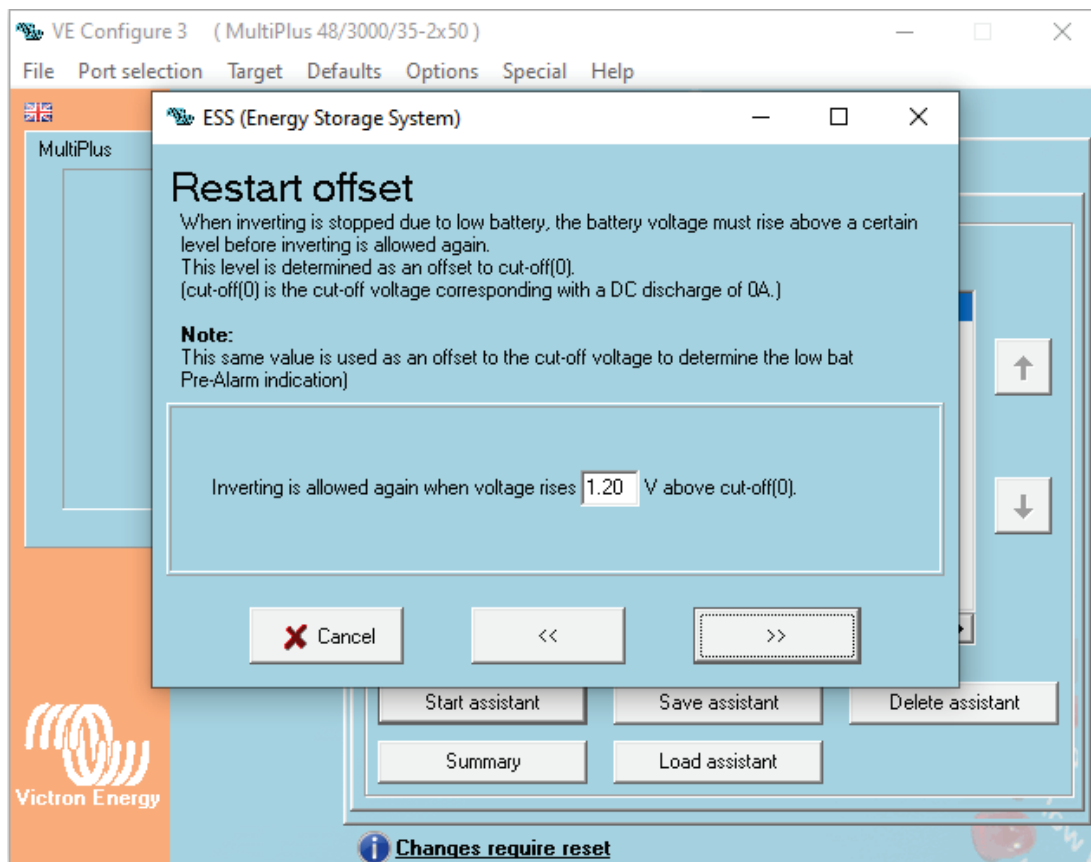 VE Configure 3 ( MultiPlus 48/3000/35-2x50 )
File Port selection Target Defaults Options Special Help
ESS (Energy Storage System)
MultiPlus
Restart offset
When inverting is stopped due to low battery, the battery voltage must rise above a certain
level before inverting is allowed again.
This level is determined as an offset to cut-off(0).
(cut-off(0) is the cut-off voltage corresponding with a DC discharge of 0A.)
Note:
This same value is used as an offset to the cut-off voltage to determine the low bat
Pre-Alarm indication)
Inverting is allowed again when voltage rises 1.20 V above cut-off(0).
Cancel << >>
Start assistant Save assistant Delete assistant
Summary Load assistant
Victron Energy
Changes require reset